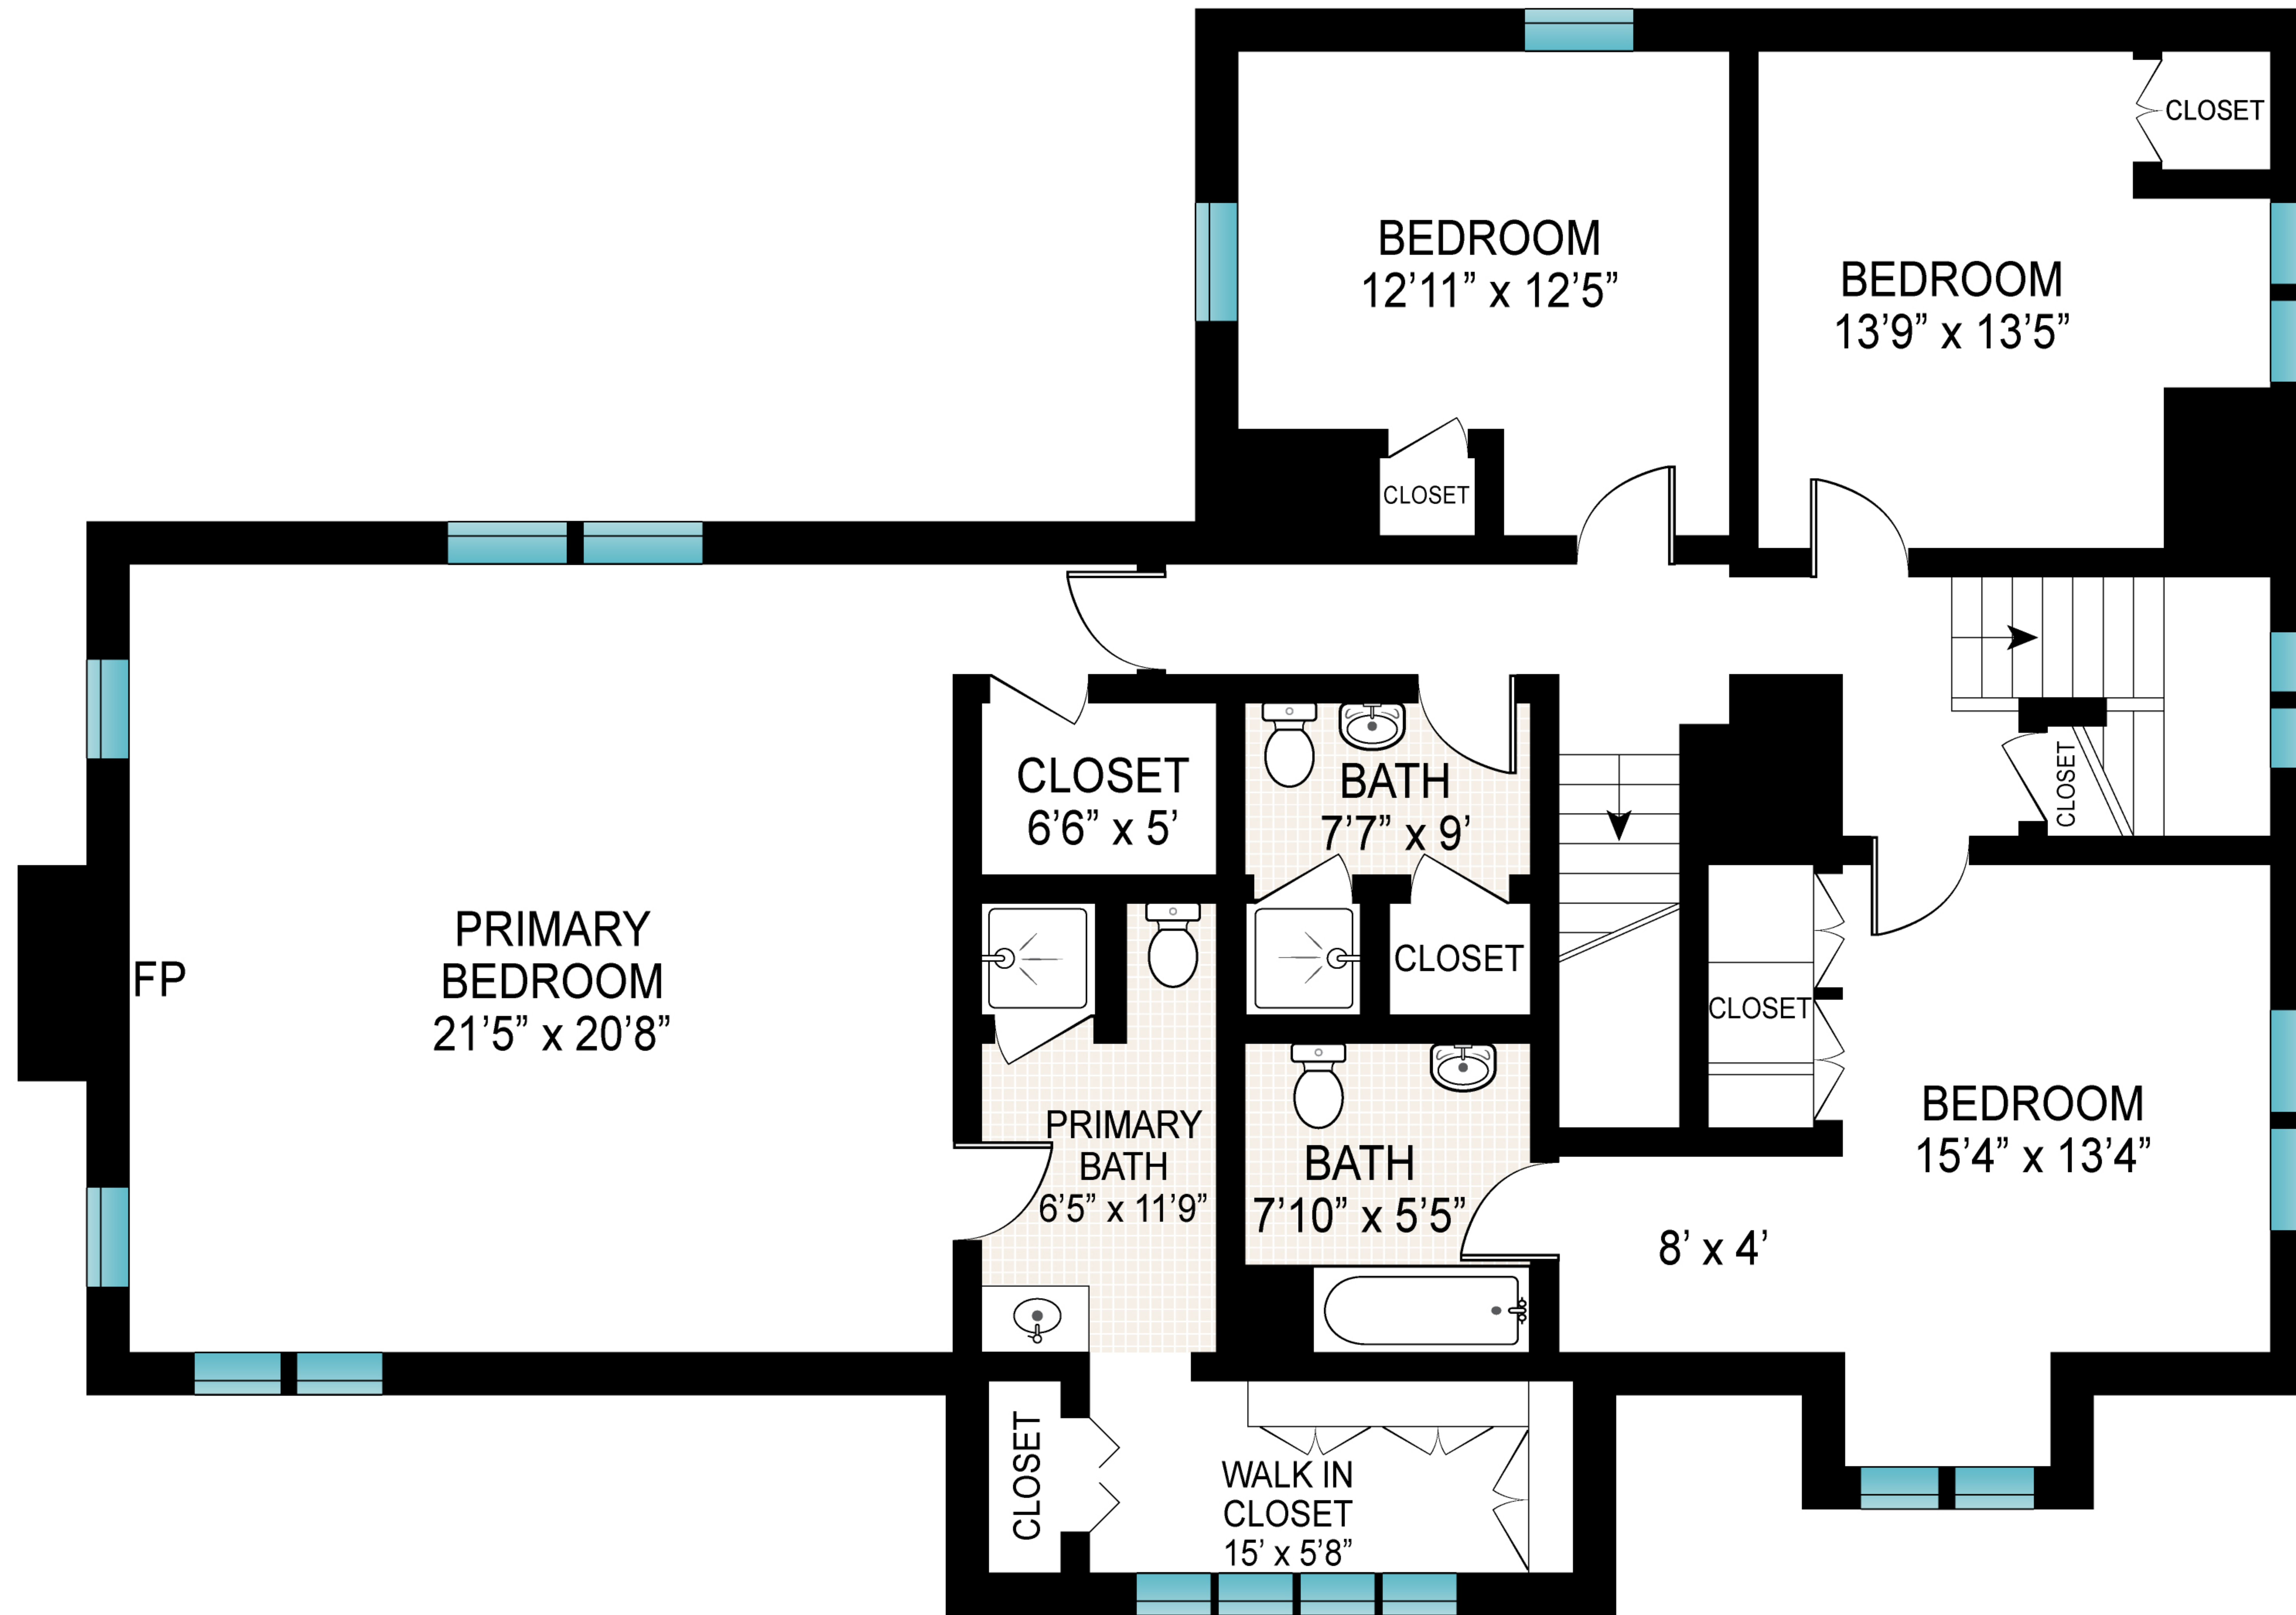 CLOSET
BEDROOM
12’11” x 12’5”
BEDROOM
13’9” x 13’5”
CLOSET
CLOSET
6’6” x 5’
BATH
7’7” x 9’
CLOSET
PRIMARY
BEDROOM
21’5” x 20’8”
FP
CLOSET
CLOSET
PRIMARY
BATH
6’5” x 11’9”
BATH
7’10” x 5’5”
BEDROOM
15’4” x 13’4”
8’ x 4’
CLOSET
WALK IN
CLOSET
15’ x 5’8”